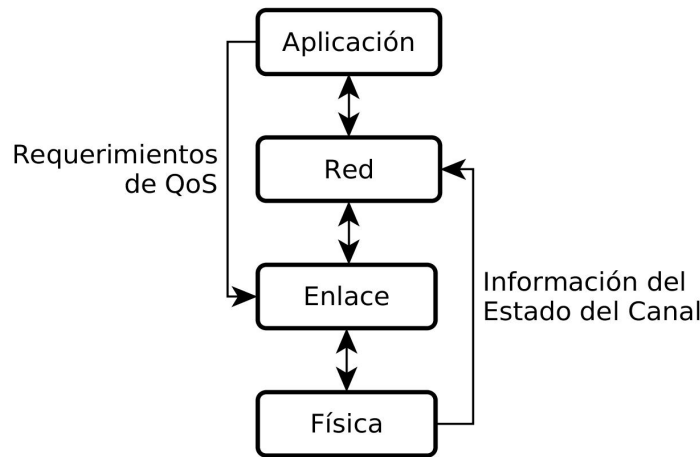 Aplicación
Requerimientos
de QoS
Red
Enlace
Información del
Estado del Canal
Física